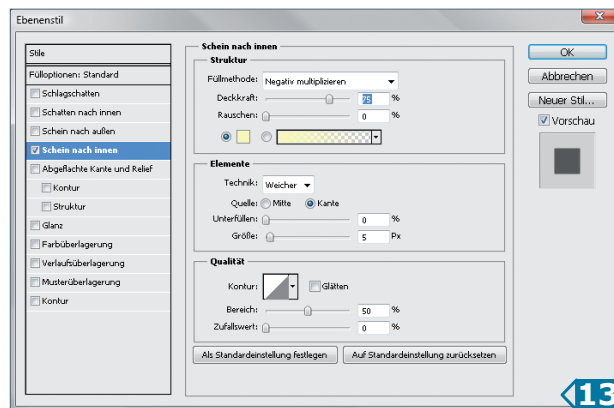 Ebenenstil
Stile
Fülloptionen: Standard
Schlagschatten
Schatten nach innen
Schein nach außen
Schein nach innen
Abgeflachte Kante und Relief
Kontur
Struktur
Glanz
Farbüberlagerung
Verlaufsüberlagerung
Musterüberlagerung
Kontur
Schein nach innen
Struktur
Füllmethode: Negativ multiplizieren
Deckkraft: 75 %
Rauschen: 0 %
Elemente
Technik: Weicher
Quelle: Mitte Kante
Unterfüllen: 0 %
Größe: 5 Px
Qualität
Kontur: Glätten
Bereich: 50 %
Zufallswert: 0 %
Als Standardeinstellung festlegen Auf Standardeinstellung zurücksetzen
OK
Abbrechen
Neuer Stil...
Vorschau
13